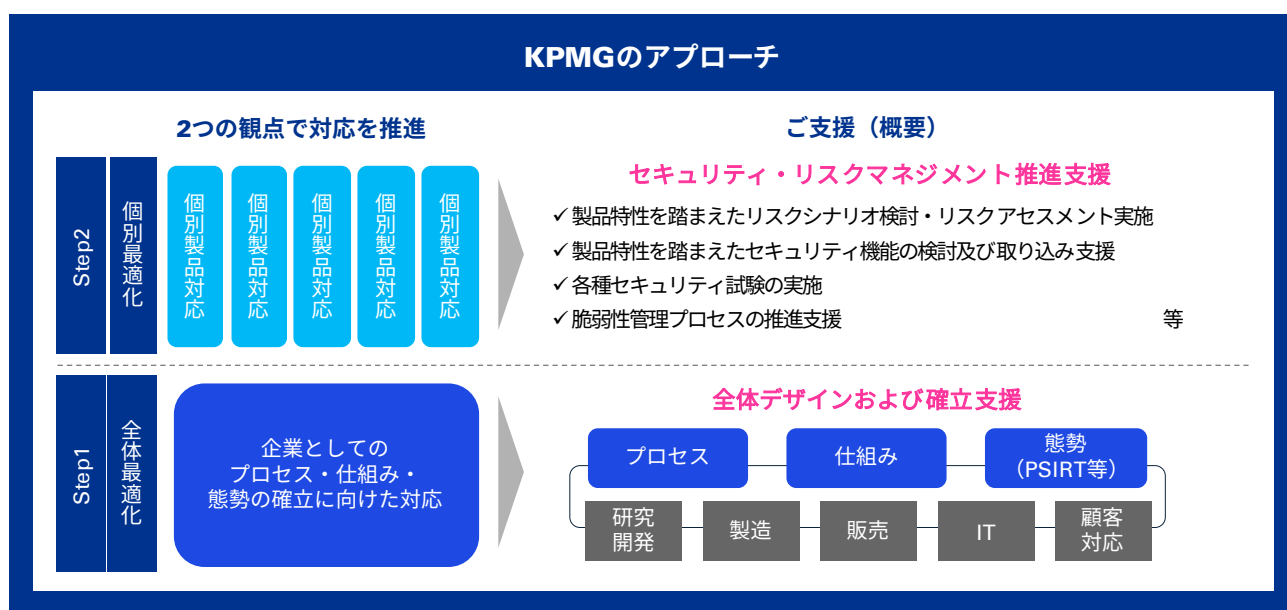 KPMGのアプローチ
2つの観点で対応を推進
ご支援（概要）
Step2
個別最適化
個別製品対応
個別製品対応
個別製品対応
個別製品対応
個別製品対応
セキュリティ・リスクマネジメント推進支援
✓製品特性を踏まえたリスクシナリオ検討・リスクアセスメント実施
✓製品特性を踏まえたセキュリティ機能の検討及び取り込み支援
✓各種セキュリティ試験の実施
✓脆弱性管理プロセスの推進支援 等
Step1
全体最適化
企業としての
プロセス・仕組み・
態勢の確立に向けた対応
全体デザインおよび確立支援
プロセス
仕組み
態勢
（PSIRT等）
研究
開発
製造
販売
IT
顧客
対応